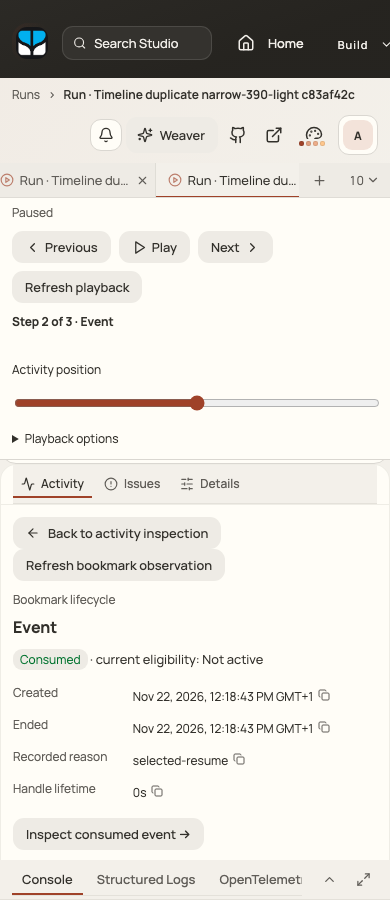 Search Studio
Home
Build
Runs > Run · Timeline duplicate narrow-390-light c83af42c
Weaver
A
Run · Timeline du...
Run · Timeline du...
10
Paused
Previous
Play
Next
Refresh playback
Step 2 of 3 · Event
Activity position
Playback options
Activity
Issues
Details
Back to activity inspection
Refresh bookmark observation
Bookmark lifecycle
Event
Consumed · current eligibility: Not active
Created Nov 22, 2026, 12:18:43 PM GMT+1
Ended Nov 22, 2026, 12:18:43 PM GMT+1
Recorded reason selected-resume
Handle lifetime 0s
Inspect consumed event →
Console
Structured Logs
OpenTelemet